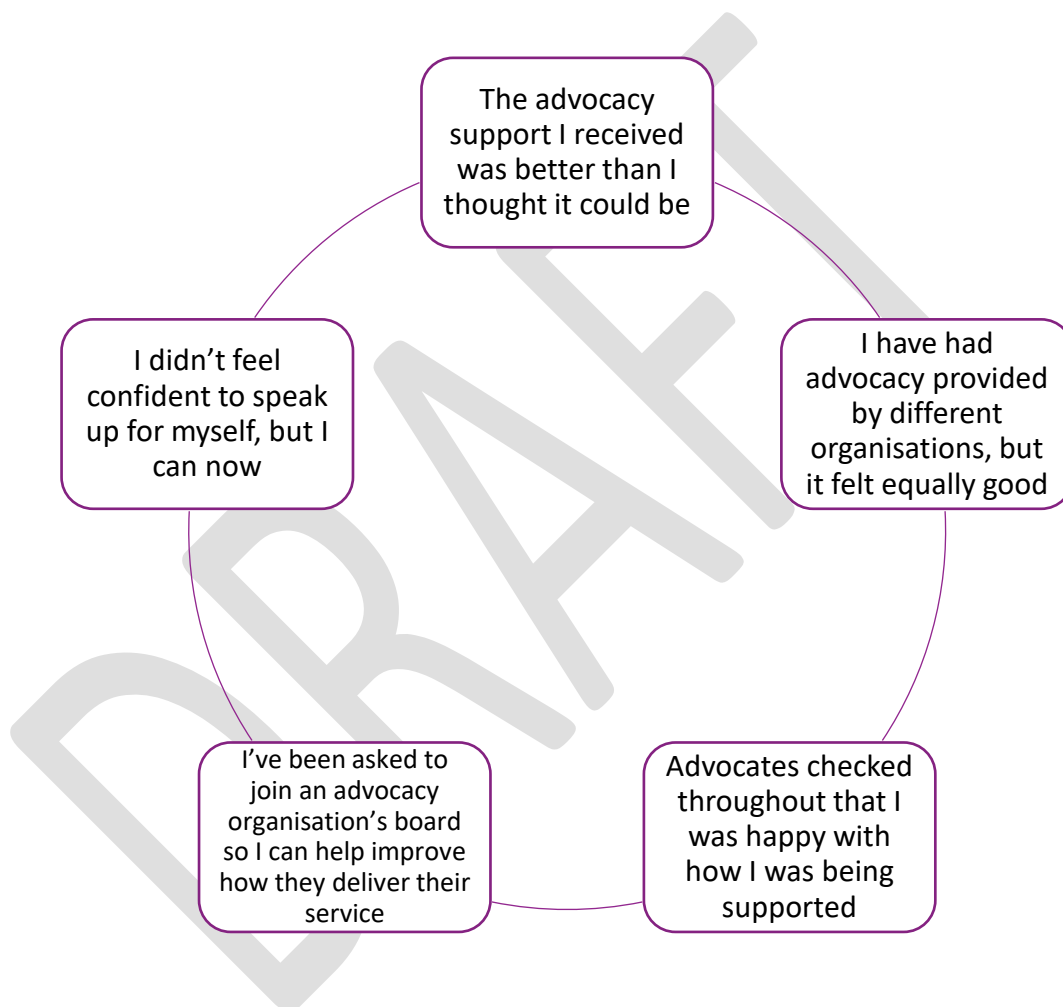 The advocacy
support I received
was better than I
thought it could be
I have had
advocacy provided
by different
organisations, but
it felt equally good
Advocates checked
throughout that I
was happy with
how I was being
supported
I’ve been asked to
join an advocacy
organisation’s board
so I can help improve
how they deliver their
service
I didn’t feel
confident to speak
up for myself, but I
can now
DRAFT